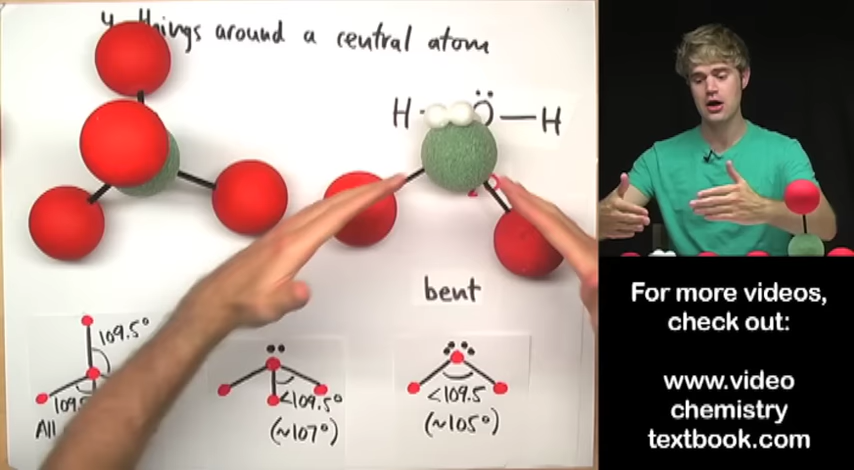 4 things around a central atom
H Ö — H
bent
109.5°
109.5
All
<109.5°
(~107°)
<109.5
(~105°)
For more videos,
check out:
www.video
chemistry
textbook.com